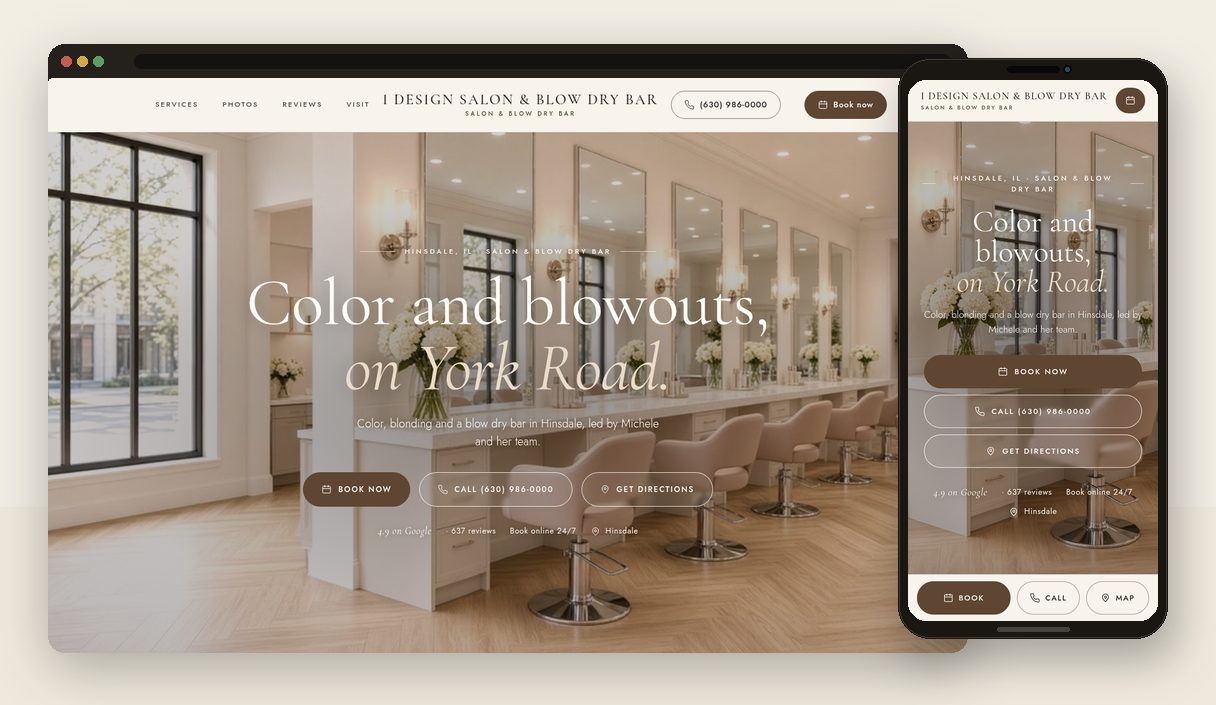 SERVICES PHOTOS REVIEWS VISIT
I DESIGN SALON & BLOW DRY BAR
SALON & BLOW DRY BAR
(630) 986-0000
Book now
HINSDALE, IL · SALON & BLOW DRY BAR
Color and blowouts,
on York Road.
Color, blonding and a blow dry bar in Hinsdale, led by Michele
and her team.
BOOK NOW CALL (630) 986-0000 GET DIRECTIONS
4.9 on Google · 637 reviews Book online 24/7 Hinsdale
I DESIGN SALON & BLOW DRY BAR
SALON & BLOW DRY BAR
HINSDALE, IL · SALON & BLOW
DRY BAR
Color and
blowouts,
on York Road.
Color, blonding and a blow dry bar in Hinsdale, led by
Michele and her team.
BOOK NOW
CALL (630) 986-0000
GET DIRECTIONS
4.9 on Google · 637 reviews Book online 24/7
Hinsdale
BOOK CALL MAP